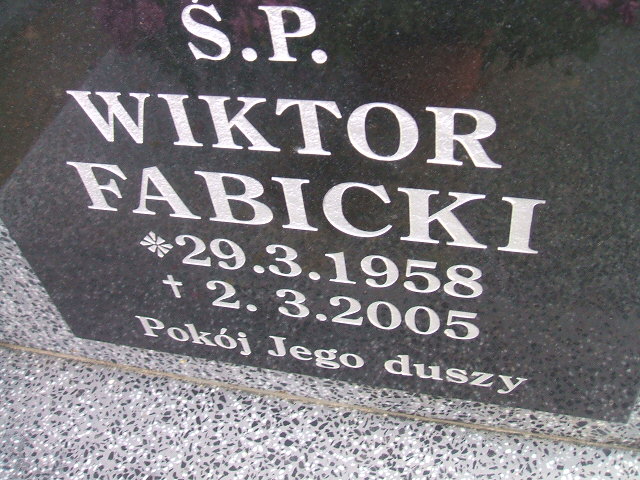 Ś.P.
WIKTOR
FABICKI
*29.3.1958
† 2. 3.2005
Pokój Jego duszy